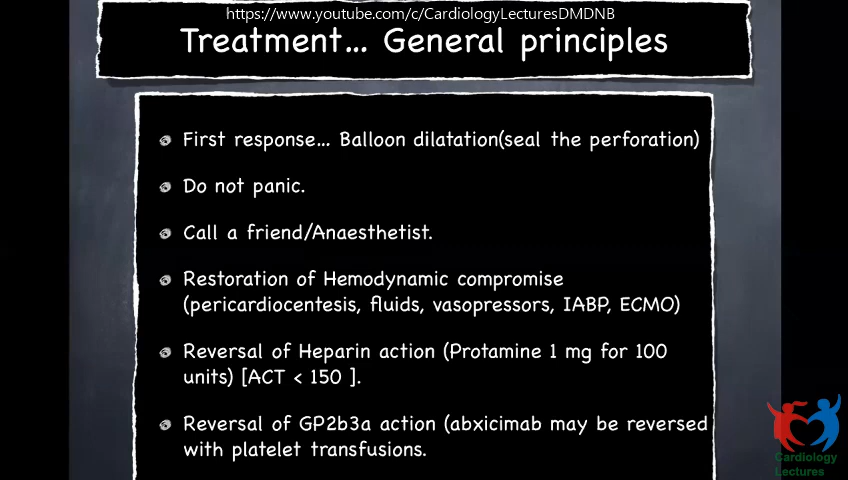 https://www.youtube.com/c/CardiologyLecturesDMDNB
Treatment... General principles
First response... Balloon dilatation(seal the perforation)
Do not panic.
Call a friend/Anaesthetist.
Restoration of Hemodynamic compromise
(pericardiocentesis, fluids, vasopressors, IABP, ECMO)
Reversal of Heparin action (Protamine 1 mg for 100
units) [ACT < 150 ].
Reversal of GP2b3a action (abxicimab may be reversed
with platelet transfusions.
Cardiology
Lectures